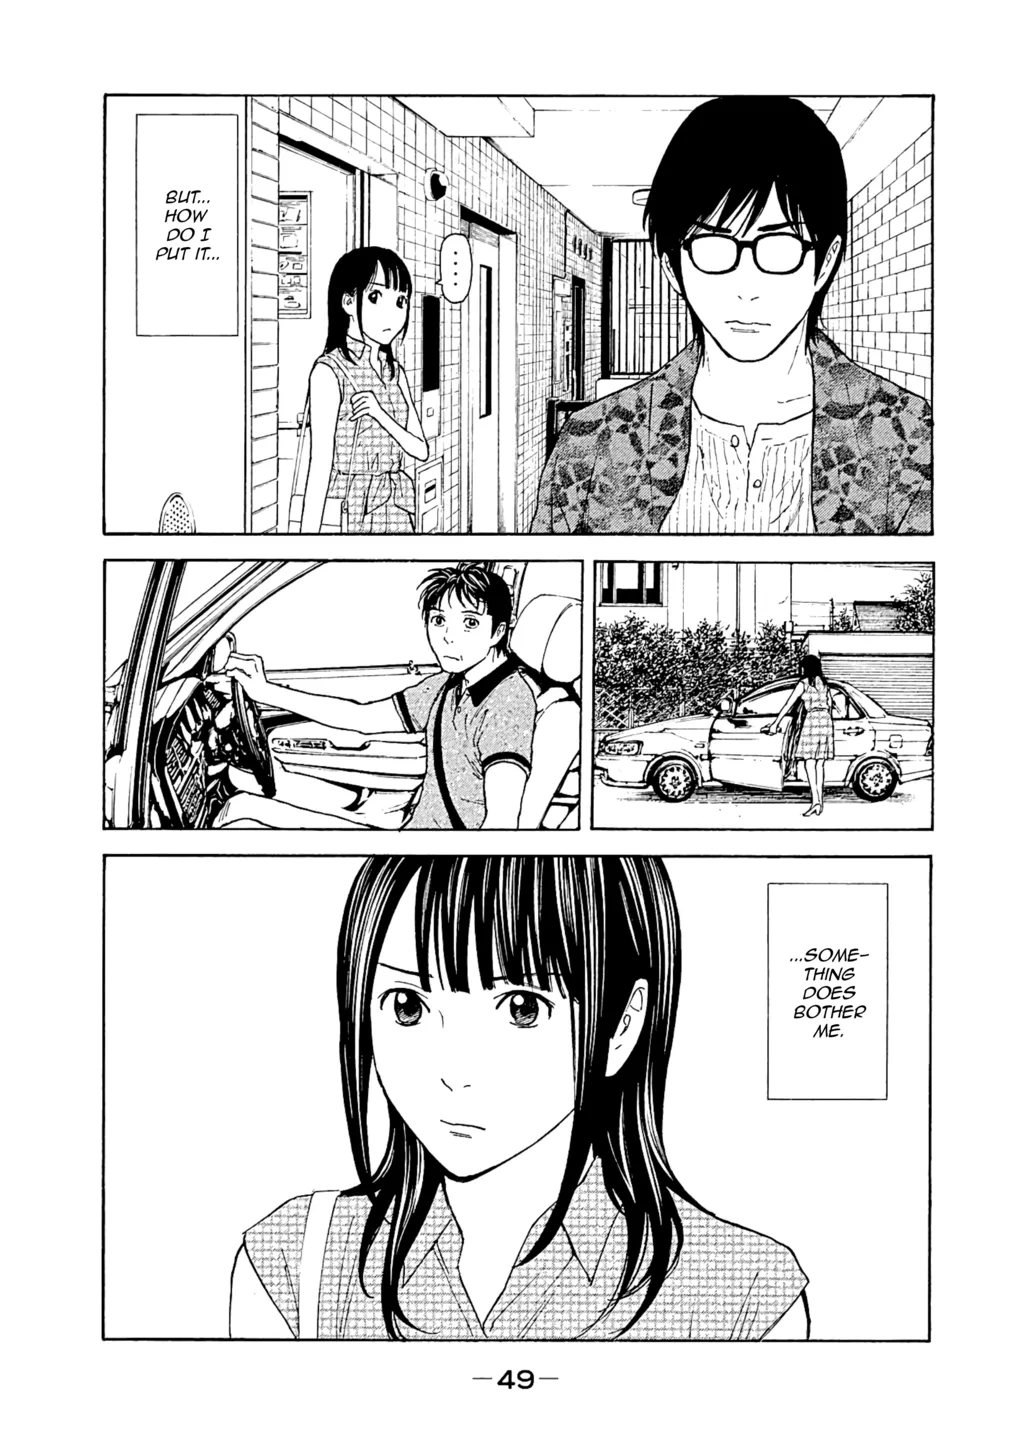 BUT...
HOW
DO I
PUT IT...
....
...SOME-
THING
DOES
BOTHER
ME.
—49—